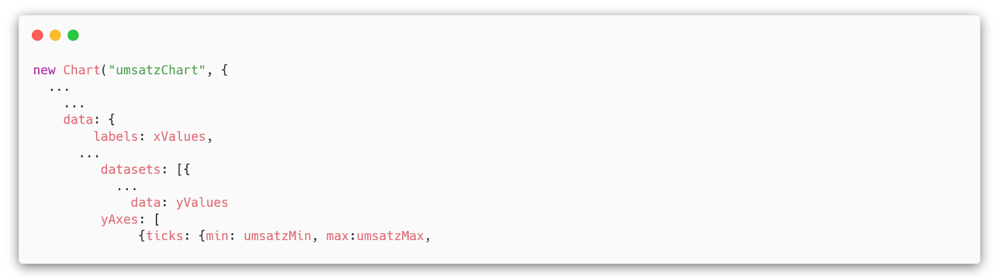 new Chart("umsatzChart", {
  ...
    ...
    data: {
        labels: xValues,
      ...
         datasets: [{
           ...
             data: yValues
         yAxes: [
              {ticks: {min: umsatzMin, max:umsatzMax,